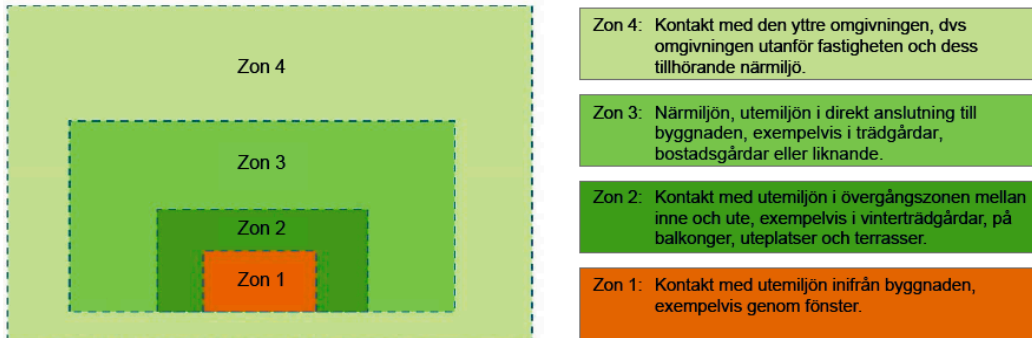 Zon 4
Zon 3
Zon 2
Zon 1
Zon 4: Kontakt med den yttre omgivningen, dvs
omgivningen utanför fastigheten och dess
tillhörande närmiljö.
Zon 3: Närmiljön, utemiljön i direkt anslutning till
byggnaden, exempelvis i trädgårdar,
bostadsgårdar eller liknande.
Zon 2: Kontakt med utemiljön i övergångszonen mellan
inne och ute, exempelvis i vinterträdgårdar, på
balkonger, uteplatser och terrasser.
Zon 1: Kontakt med utemiljön inifrån byggnaden,
exempelvis genom fönster.